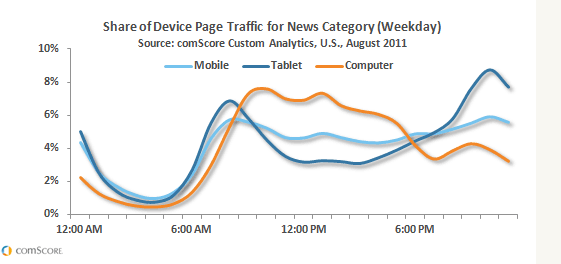 Share of Device Page Traffic for News Category (Weekday)
Source: comScore Custom Analytics, U.S., August 2011
Mobile Tablet Computer
10%
8%
6%
4%
2%
0%
12:00 AM 6:00 AM 12:00 PM 6:00 PM
comScore